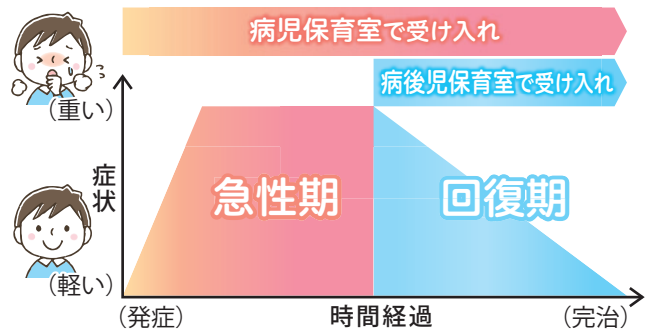 病児保育室で受け入れ
病後児保育室で受け入れ
(重い)
症状
急性期
回復期
(軽い)
(発症)
時間経過
(完治)